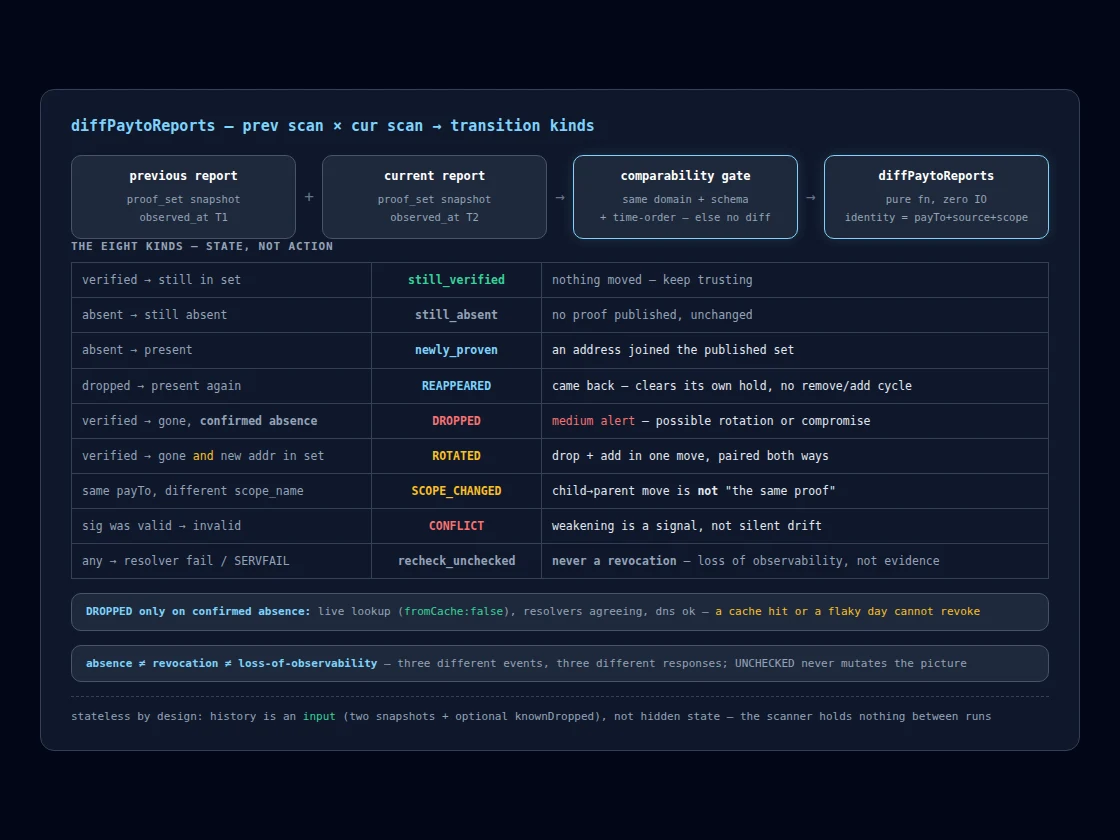 diffPaytoReports — prev scan × cur scan → transition kinds
previous report
proof_set snapshot
observed_at T1
+
current report
proof_set snapshot
observed_at T2
→
comparability gate
same domain + schema
+ time-order — else no diff
→
diffPaytoReports
pure fn, zero IO
identity = payTo+source+scope
THE EIGHT KINDS — STATE, NOT ACTION
verified → still in set still_verified nothing moved — keep trusting
absent → still absent still_absent no proof published, unchanged
absent → present newly_proven an address joined the published set
dropped → present again REAPPEARED came back — clears its own hold, no remove/add cycle
verified → gone, confirmed absence DROPPED medium alert — possible rotation or compromise
verified → gone and new addr in set ROTATED drop + add in one move, paired both ways
same payTo, different scope_name SCOPE_CHANGED child→parent move is not "the same proof"
sig was valid → invalid CONFLICT weakening is a signal, not silent drift
any → resolver fail / SERVFAIL recheck_unchecked never a revocation — loss of observability, not evidence
DROPPED only on confirmed absence: live lookup (fromCache:false), resolvers agreeing, dns ok — a cache hit or a flaky day cannot revoke
absence ≠ revocation ≠ loss-of-observability — three different events, three different responses; UNCHECKED never mutates the picture
stateless by design: history is an input (two snapshots + optional knownDropped), not hidden state — the scanner holds nothing between runs